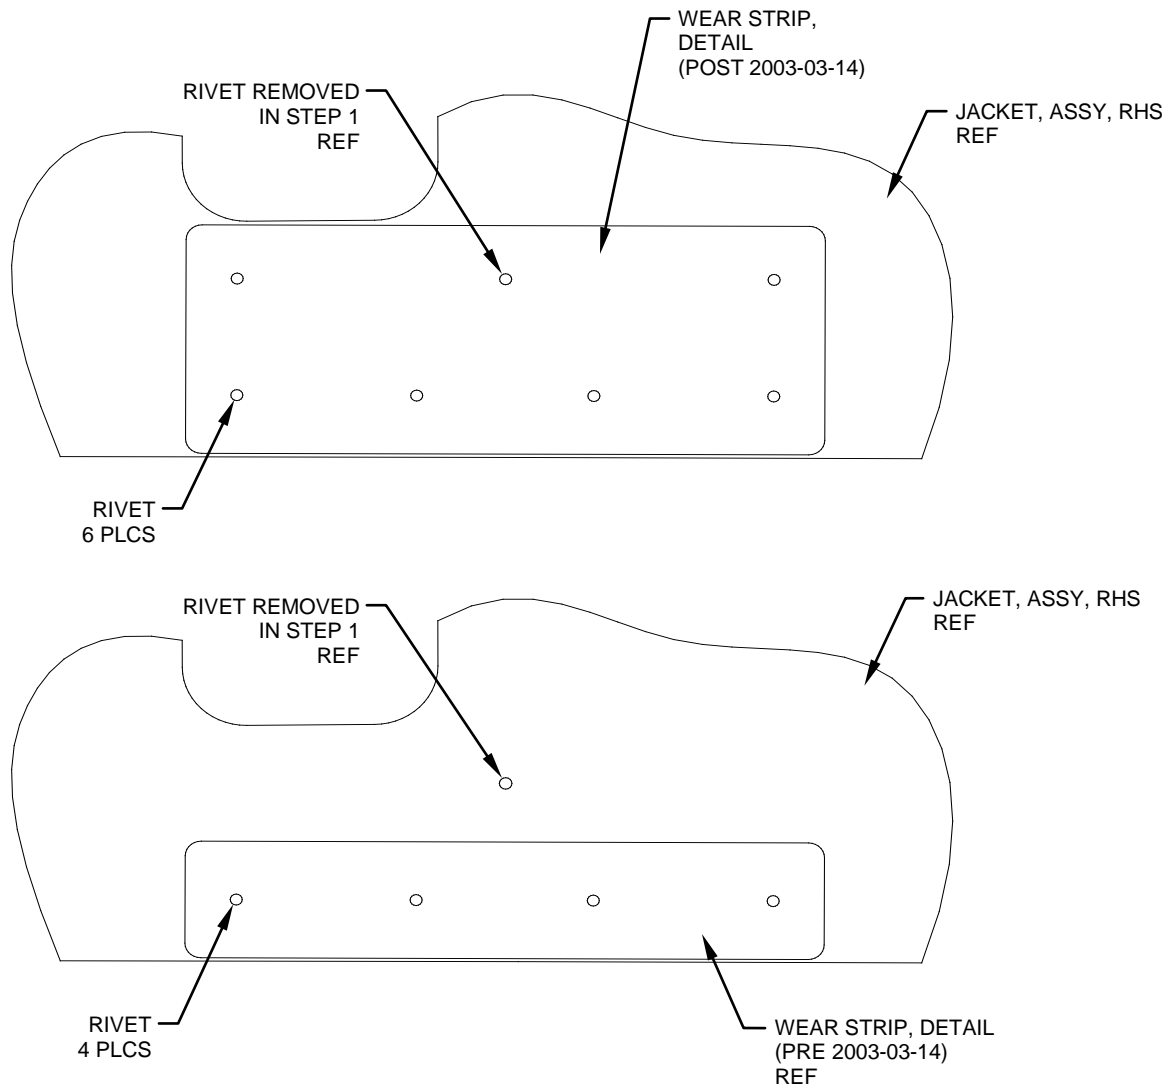 WEAR STRIP,
DETAIL
(POST 2003-03-14)
RIVET REMOVED
IN STEP 1
REF
JACKET, ASSY, RHS
REF
RIVET
6 PLCS
RIVET REMOVED
IN STEP 1
REF
JACKET, ASSY, RHS
REF
RIVET
4 PLCS
WEAR STRIP, DETAIL
(PRE 2003-03-14)
REF